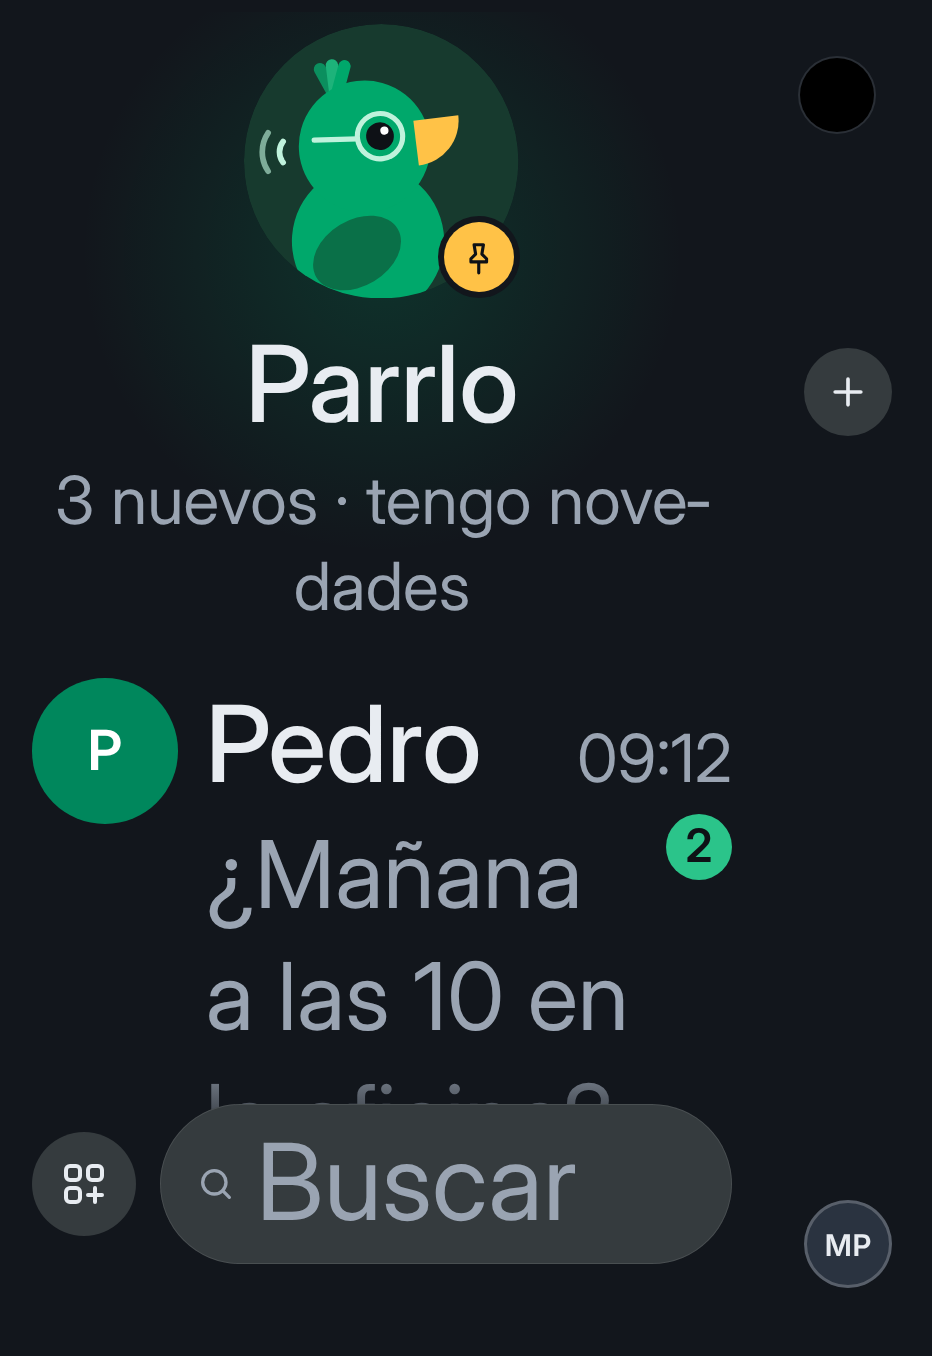 Parrlo
3 nuevos · tengo nove-
dades
P
Pedro
09:12
2
¿Mañana
a las 10 en
Buscar
MP